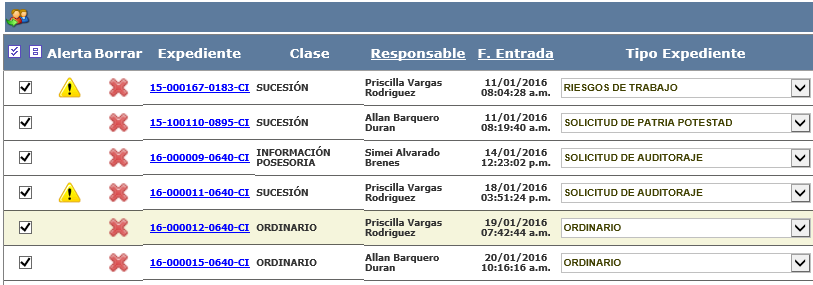 Alerta Borrar Expediente Clase Responsable F. Entrada Tipo Expediente
15-000167-0183-CI SUCESIÓN Priscilla Vargas Rodriguez 11/01/2016 08:04:28 a.m. RIESGOS DE TRABAJO
15-100110-0895-CI SUCESIÓN Allan Barquero Duran 11/01/2016 08:19:40 a.m. SOLICITUD DE PATRIA POTESTAD
16-000009-0640-CI INFORMACIÓN POSESORIA Simei Alvarado Brenes 14/01/2016 12:23:02 p.m. SOLICITUD DE AUDITORAJE
16-000011-0640-CI SUCESIÓN Priscilla Vargas Rodriguez 18/01/2016 03:51:24 p.m. SOLICITUD DE AUDITORAJE
16-000012-0640-CI ORDINARIO Priscilla Vargas Rodriguez 19/01/2016 07:42:44 a.m. ORDINARIO
16-000015-0640-CI ORDINARIO Allan Barquero Duran 20/01/2016 10:16:16 a.m. ORDINARIO